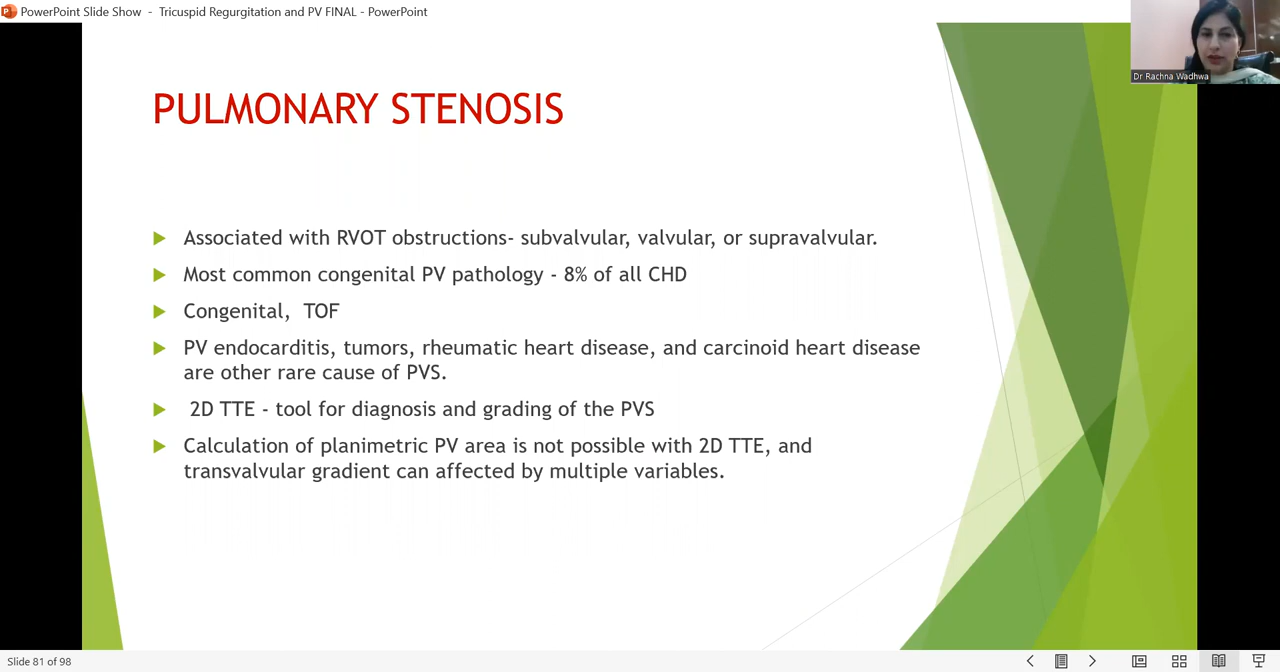 PowerPoint Slide Show - Tricuspid Regurgitation and PV FINAL - PowerPoint
Dr Rachna Wadhwa
PULMONARY STENOSIS
Associated with RVOT obstructions- subvalvular, valvular, or supravalvular.
Most common congenital PV pathology - 8% of all CHD
Congenital, TOF
PV endocarditis, tumors, rheumatic heart disease, and carcinoid heart disease
are other rare cause of PVS.
2D TTE - tool for diagnosis and grading of the PVS
Calculation of planimetric PV area is not possible with 2D TTE, and
transvalvular gradient can affected by multiple variables.
Slide 81 of 98